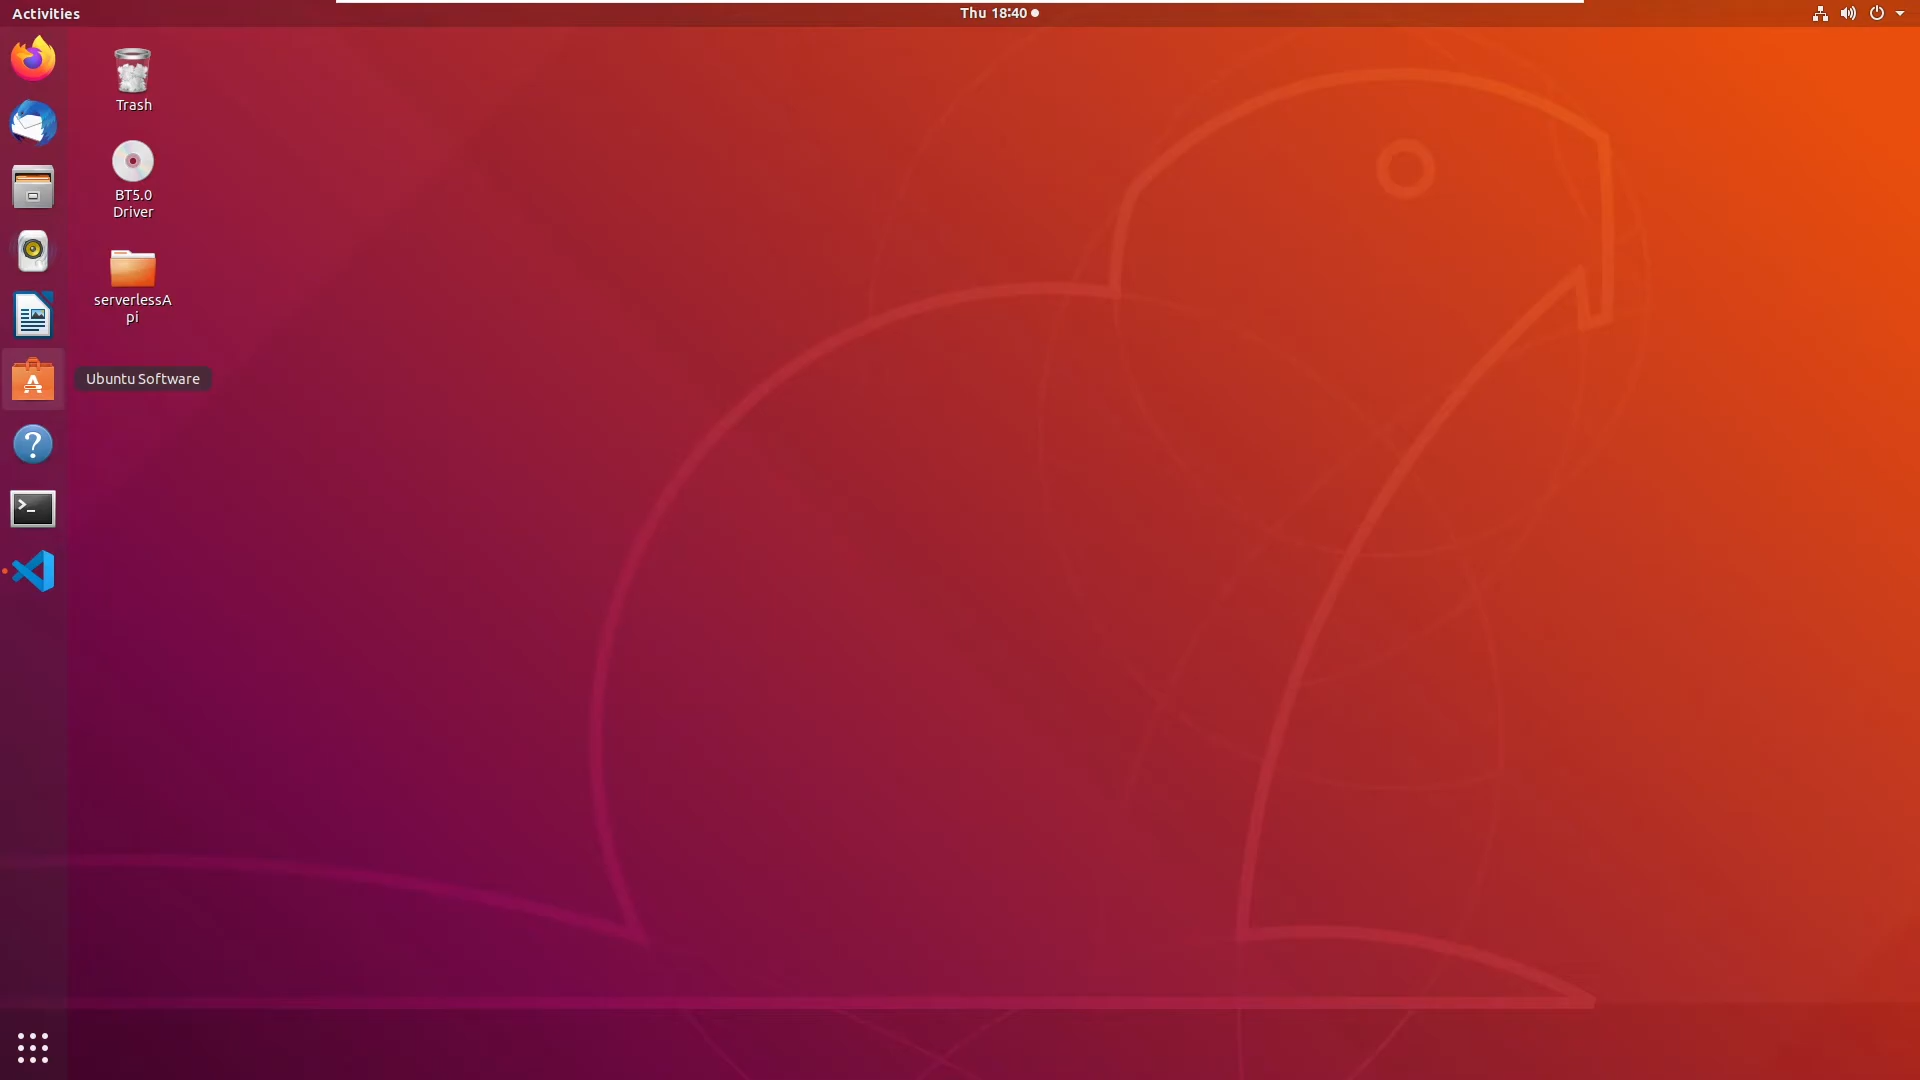 Activities
Thu 18:40
Trash
BT5.0
Driver
serverlessA
pi
Ubuntu Software